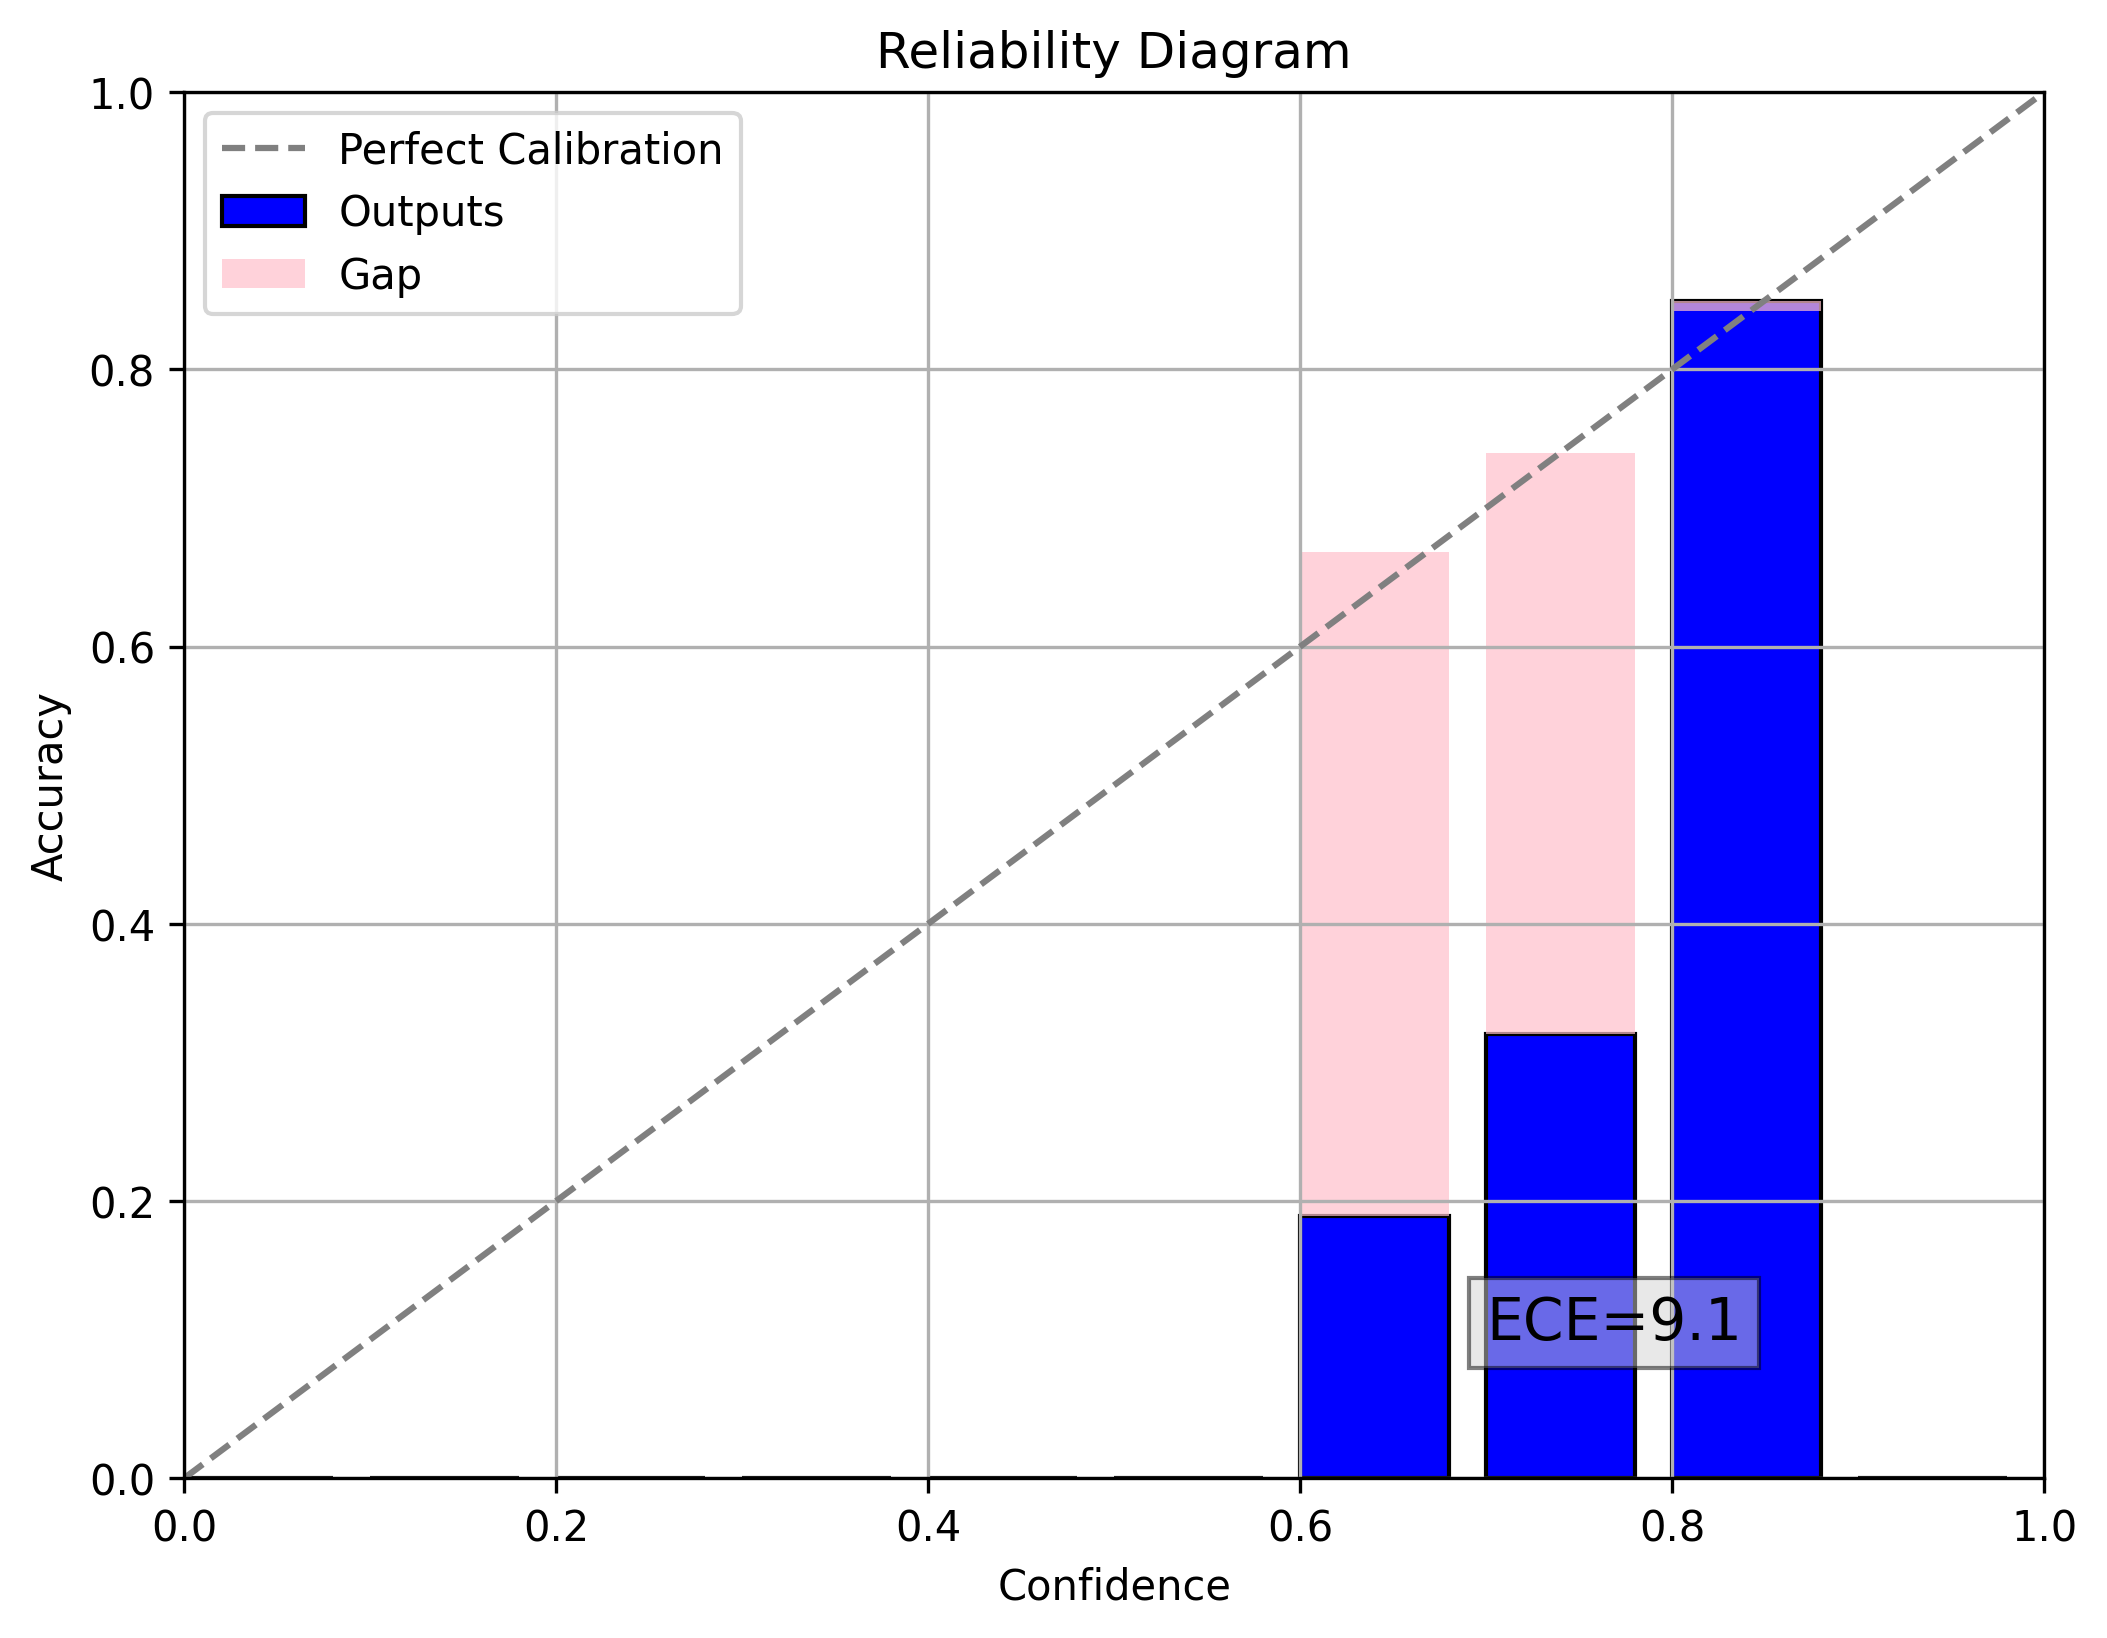 Reliability Diagram
1.0
0.8
0.6
0.4
0.2
0.0
Accuracy
Perfect Calibration
Outputs
Gap
ECE=9.1
0.0 0.2 0.4 0.6 0.8 1.0
Confidence